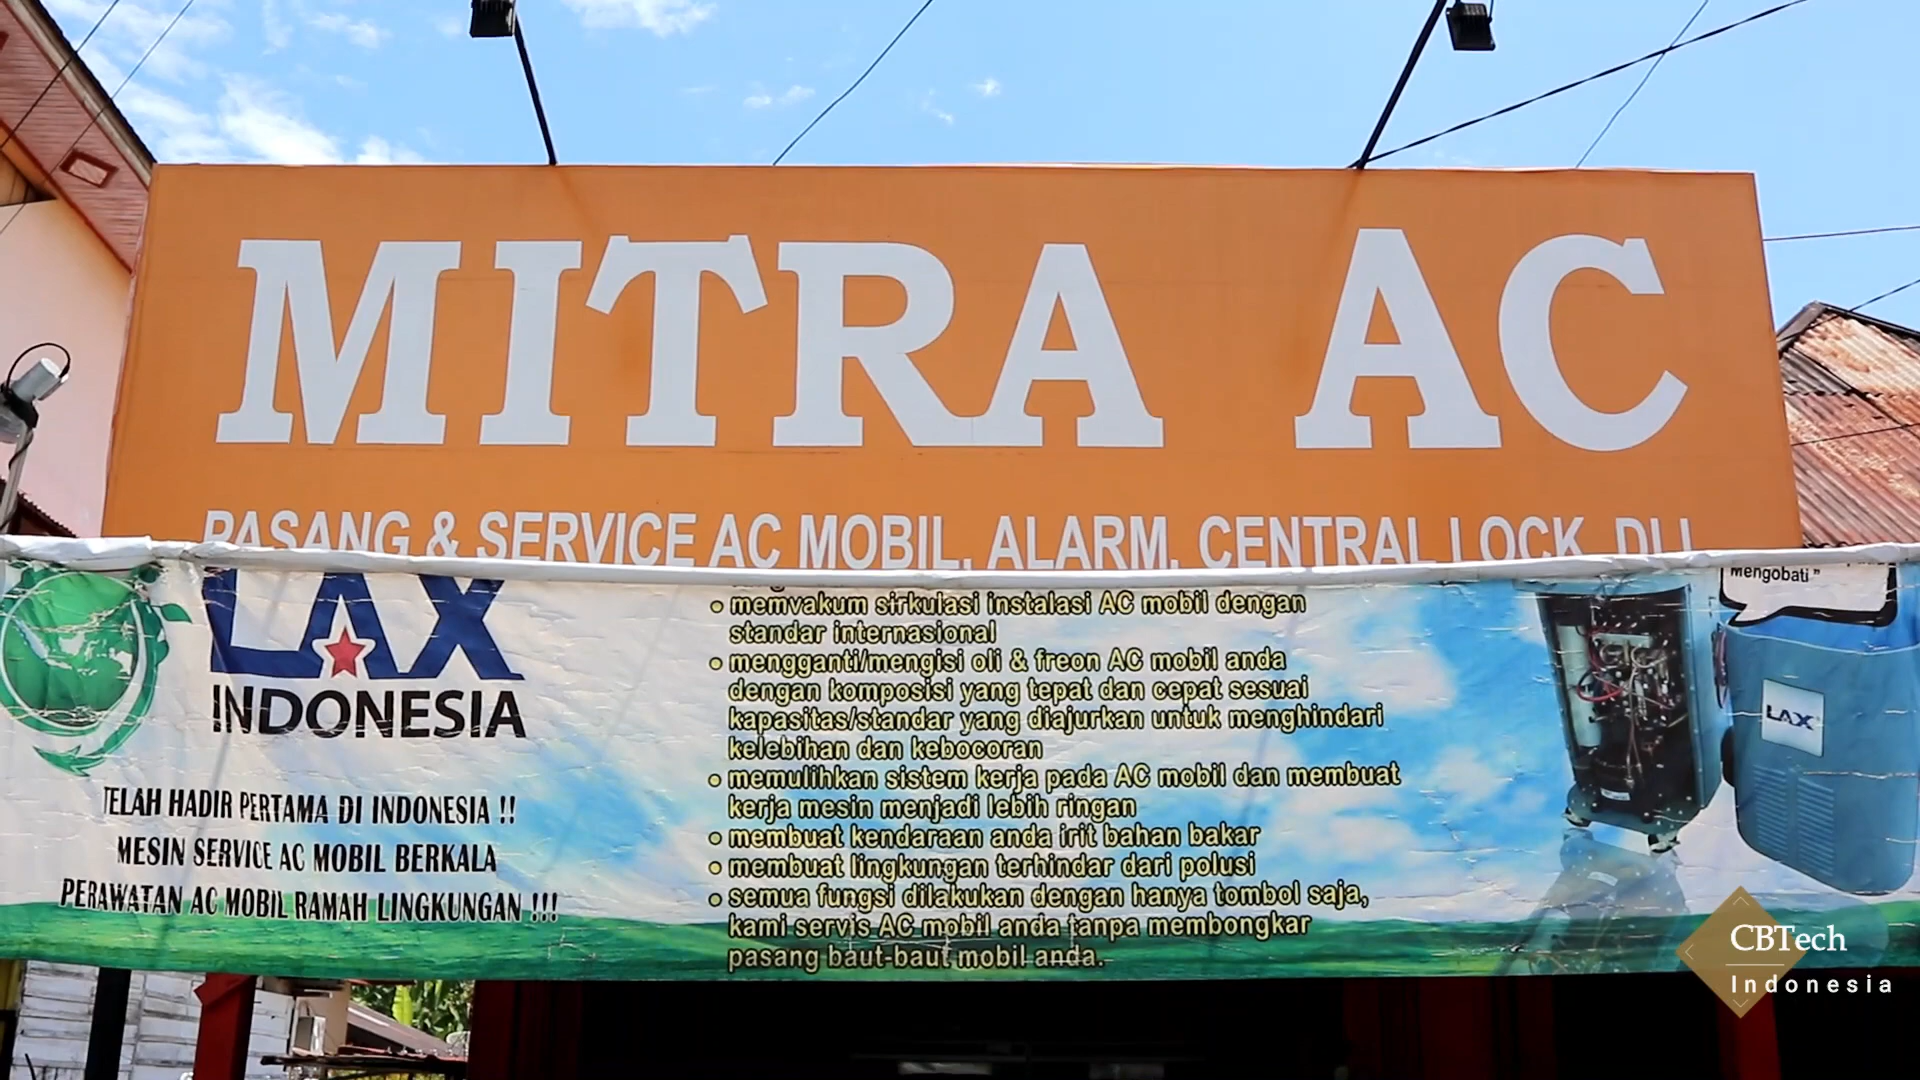 MITRA AC
PASANG & SERVICE AC MOBIL, ALARM, CENTRAL LOCK, DLL
LAX
INDONESIA
TELAH HADIR PERTAMA DI INDONESIA !!
MESIN SERVICE AC MOBIL BERKALA
PERAWATAN AC MOBIL RAMAH LINGKUNGAN !!!
• memvakum sirkulasi instalasi AC mobil dengan
standar internasional
• mengganti/mengisi oli & freon AC mobil anda
dengan komposisi yang tepat dan cepat sesuai
kapasitas/standar yang diajurkan untuk menghindari
kelebihan dan kebocoran
• memulihkan sistem kerja pada AC mobil dan membuat
kerja mesin menjadi lebih ringan
• membuat kendaraan anda irit bahan bakar
• membuat lingkungan terhindar dari polusi
• semua fungsi dilakukan dengan hanya tombol saja,
kami servis AC mobil anda tanpa membongkar
pasang baut-baut mobil anda.
Mengobati "
LAX
CBTech
Indonesia